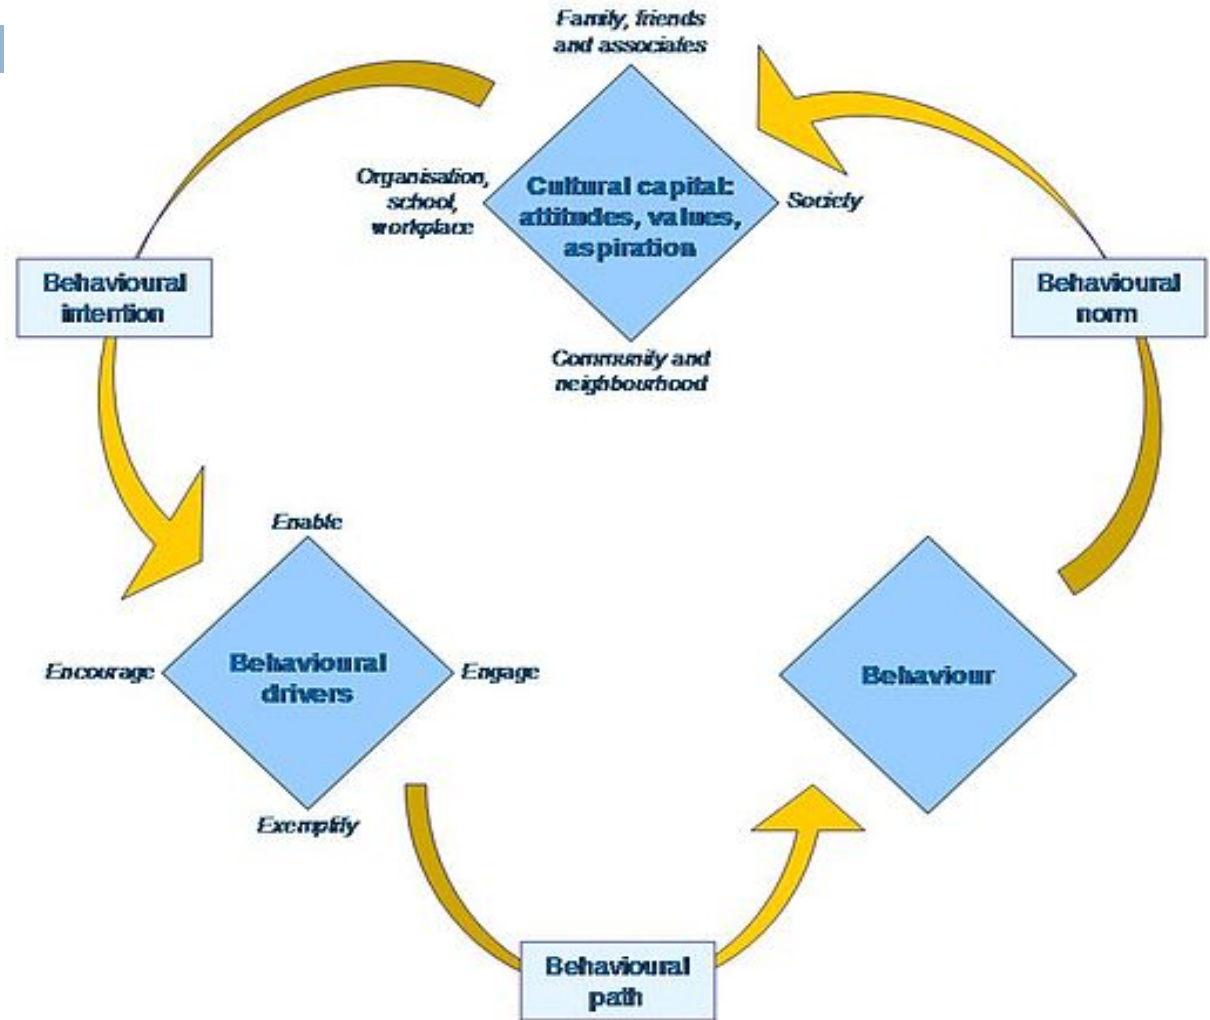 Family, friends
and associates
Organisation,
school,
workplace
Cultural capital:
attitudes, values,
aspiration
Society
Community and
neighbourhood
Behavioural
intention
Behavioural
norm
Enable
Encourage
Behavioural
drivers
Engage
Exemplify
Behaviour
Behavioural
path